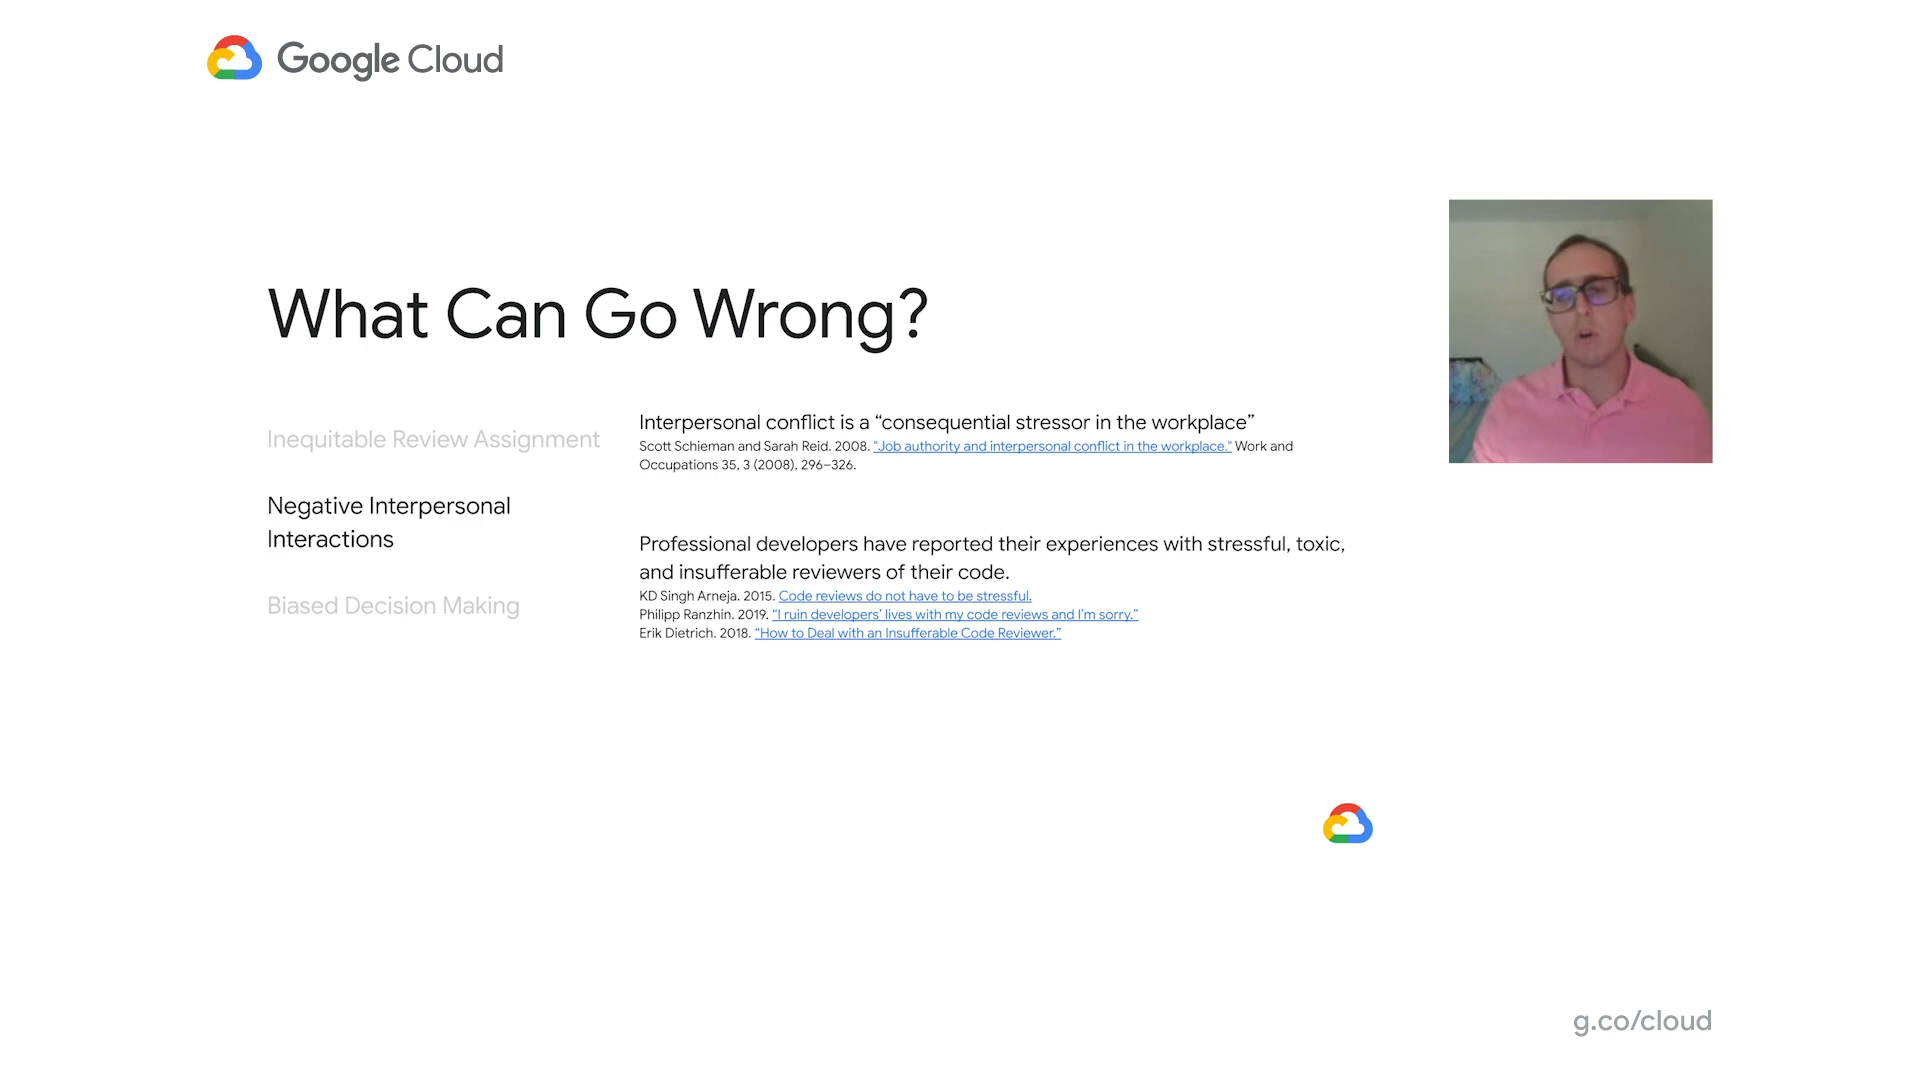 Google Cloud
What Can Go Wrong?
Inequitable Review Assignment
Negative Interpersonal
Interactions
Biased Decision Making
Interpersonal conflict is a “consequential stressor in the workplace”
Scott Schieman and Sarah Reid. 2008. "Job authority and interpersonal conflict in the workplace." Work and
Occupations 35, 3 (2008), 296–326.
Professional developers have reported their experiences with stressful, toxic,
and insufferable reviewers of their code.
KD Singh Arneja. 2015. Code reviews do not have to be stressful.
Philipp Ranzhin. 2019. “I ruin developers’ lives with my code reviews and I’m sorry.”
Erik Dietrich. 2018. “How to Deal with an Insufferable Code Reviewer.”
g.co/cloud